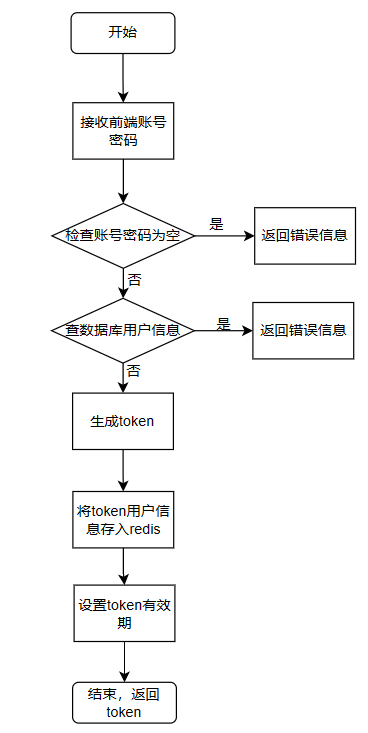 开始
接收前端账号
密码
检查账号密码为空
是
返回错误信息
否
查数据库用户信息
是
返回错误信息
否
生成token
将token用户信
息存入redis
设置token有效
期
结束，返回
token